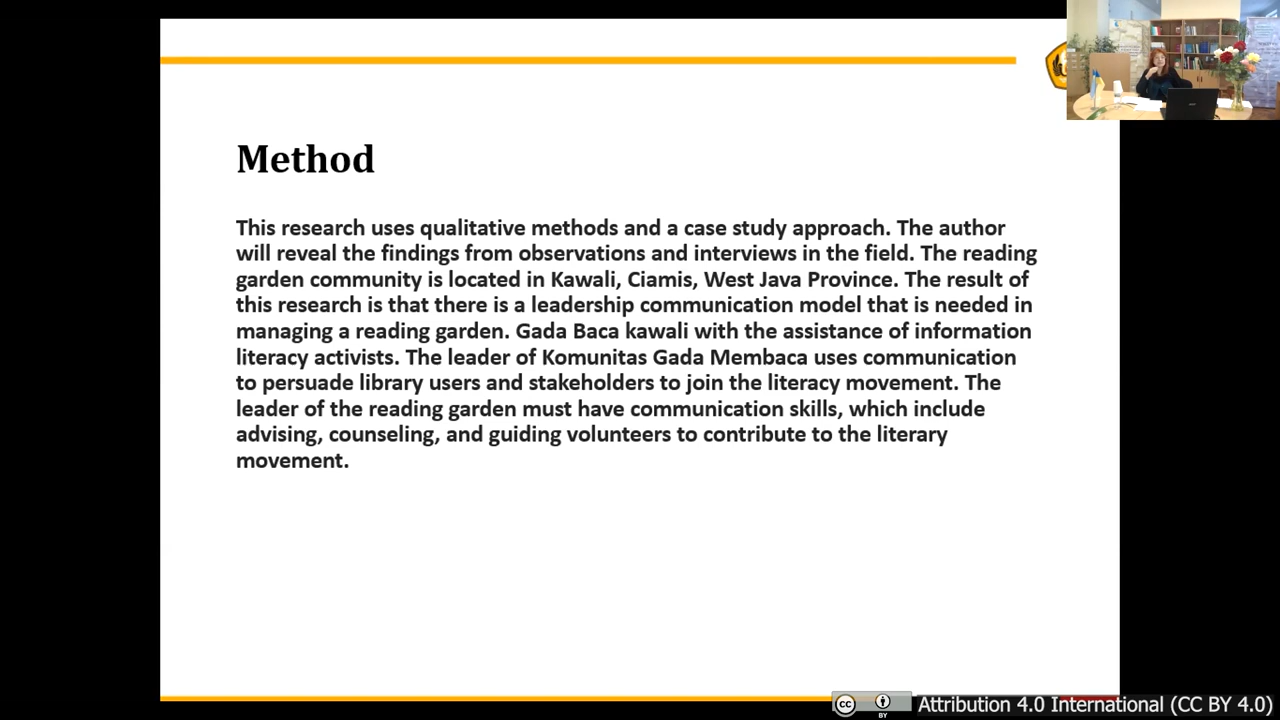 Method
This research uses qualitative methods and a case study approach. The author
will reveal the findings from observations and interviews in the field. The reading
garden community is located in Kawali, Ciamis, West Java Province. The result of
this research is that there is a leadership communication model that is needed in
managing a reading garden. Gada Baca kawali with the assistance of information
literacy activists. The leader of Komunitas Gada Membaca uses communication
to persuade library users and stakeholders to join the literacy movement. The
leader of the reading garden must have communication skills, which include
advising, counseling, and guiding volunteers to contribute to the literary
movement.
cc BY Attribution 4.0 International (CC BY 4.0)